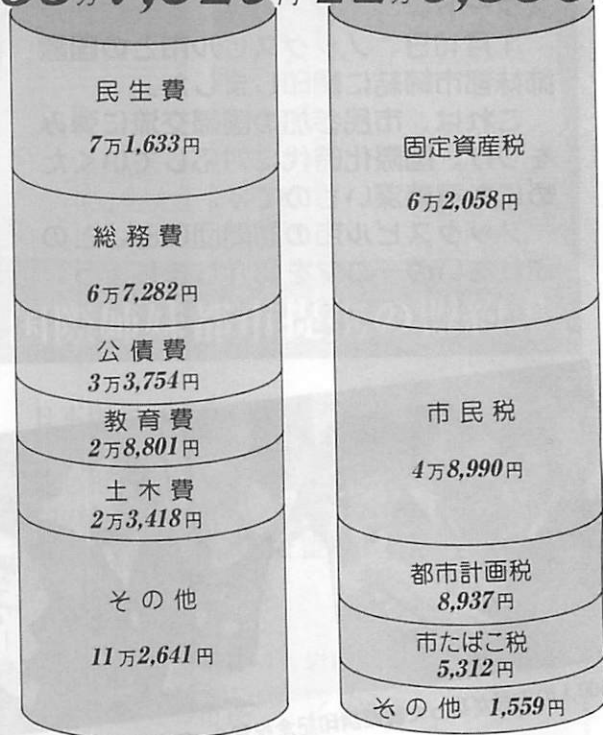 民生費
7万1,633円
総務費
6万7,282円
公債費
3万3,754円
教育費
2万8,801円
土木費
2万3,418円
その他
11万2,641円
固定資産税
6万2,058円
市民税
4万8,990円
都市計画税
8,937円
市たばこ税
5,312円
その他 1,559円